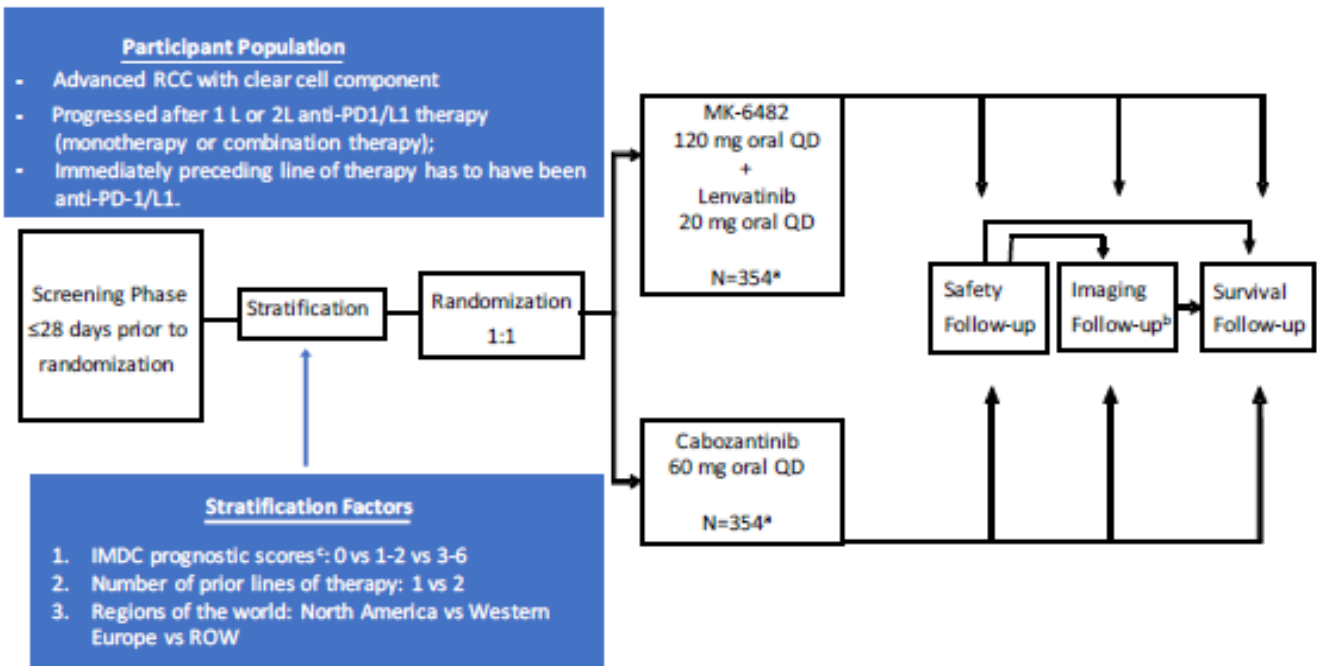 Participant Population
- Advanced RCC with clear cell component
- Progressed after 1 L or 2L anti-PD1/L1 therapy
(monotherapy or combination therapy);
- Immediately preceding line of therapy has to have been
anti-PD-1/L1.
Screening Phase
≤28 days prior to
randomization
Stratification
Randomization
1:1
MK-6482
120 mg oral QD
+
Lenvatinib
20 mg oral QD
N=354ᵃ
Cabozantinib
60 mg oral QD
N=354ᵃ
Safety
Follow-up
Imaging
Follow-upᵇ
Survival
Follow-up
Stratification Factors
1. IMDC prognostic scoresᶜ: 0 vs 1-2 vs 3-6
2. Number of prior lines of therapy: 1 vs 2
3. Regions of the world: North America vs Western
Europe vs ROW